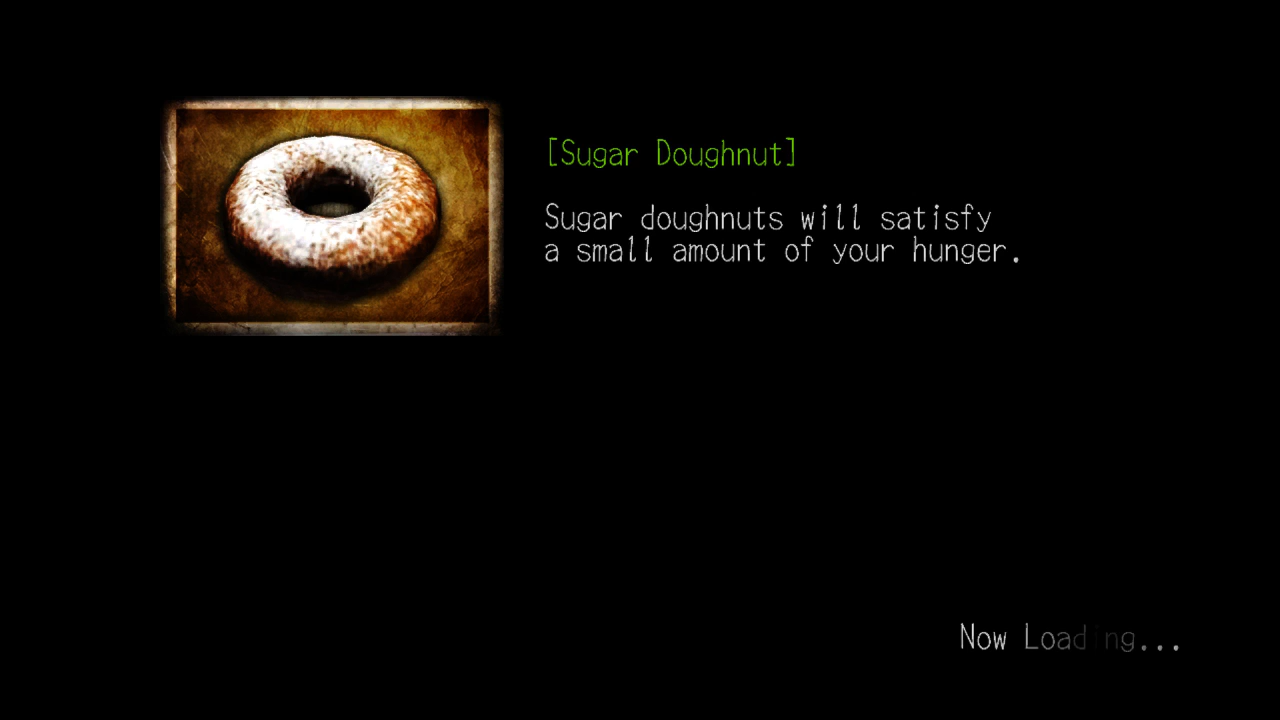 [Sugar Doughnut]
Sugar doughnuts will satisfy
a small amount of your hunger.
Now Loading...